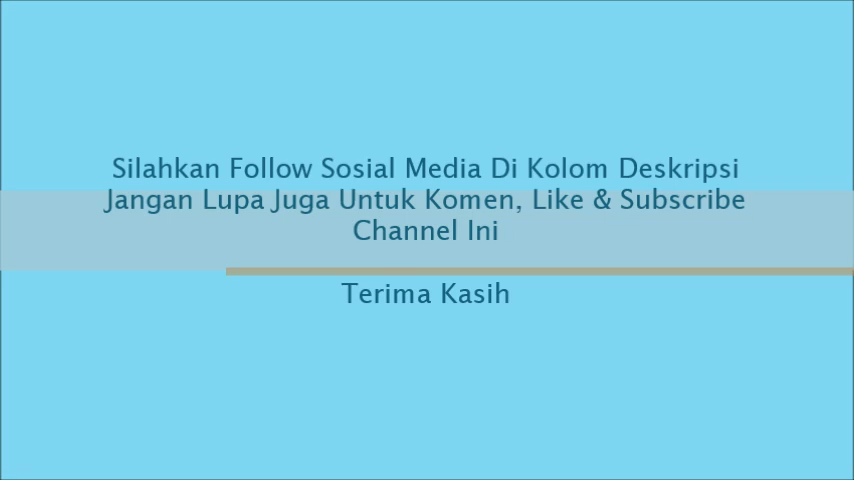 Silahkan Follow Sosial Media Di Kolom Deskripsi
Jangan Lupa Juga Untuk Komen, Like & Subscribe
Channel Ini
Terima Kasih